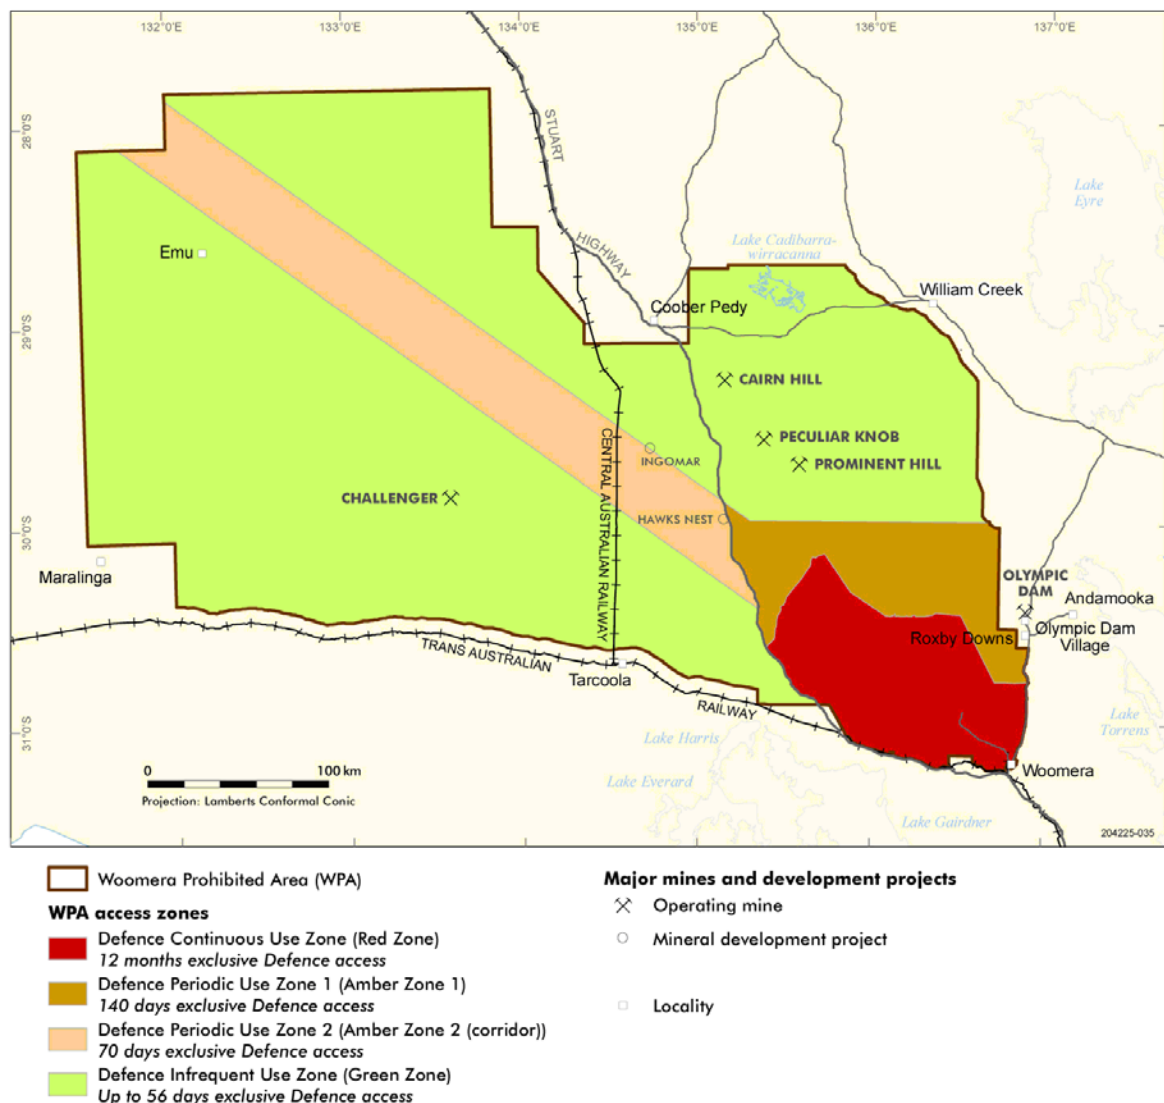 132°0'E
133°0'E
134°0'E
135°0'E
136°0'E
137°0'E
28°0'S
29°0'S
30°0'S
31°0'S
STUART
HIGHWAY
Lake
Eyre
Lake Cadibarra-
wirracanna
Emu
William Creek
Coober Pedy
CAIRN HILL
PECULIAR KNOB
PROMINENT HILL
CENTRAL AUSTRALIAN RAILWAY
INGOMAR
CHALLENGER
HAWKS NEST
Maralinga
OLYMPIC
DAM
Andamooka
Roxby Downs
Olympic Dam
Village
TRANS AUSTRALIAN
RAILWAY
Tarcoola
Lake Harris
Lake
Torrens
Lake Everard
Woomera
Lake Gairdner
0
100 km
Projection: Lamberts Conformal Conic
204225-035
Woomera Prohibited Area (WPA)
WPA access zones
Defence Continuous Use Zone (Red Zone)
12 months exclusive Defence access
Defence Periodic Use Zone 1 (Amber Zone 1)
140 days exclusive Defence access
Defence Periodic Use Zone 2 (Amber Zone 2 (corridor))
70 days exclusive Defence access
Defence Infrequent Use Zone (Green Zone)
Up to 56 days exclusive Defence access
Major mines and development projects
Operating mine
Mineral development project
Locality